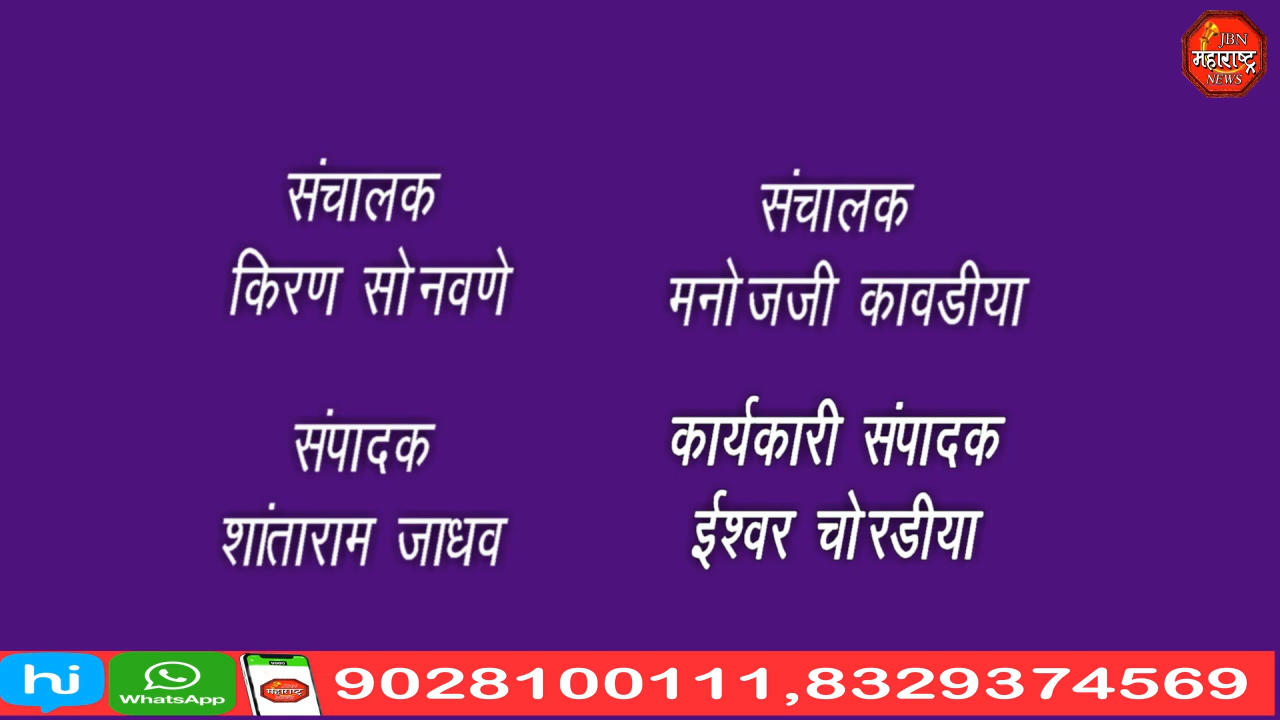 JBN
महाराष्ट्र
NEWS
संचालक
किरण सोनवणे
संचालक
मनोजजी कावडीया
संपादक
शांताराम जाधव
कार्यकारी संपादक
ईश्वर चोरडीया
hi
WhatsApp
महाराष्ट्र
9028100111,8329374569